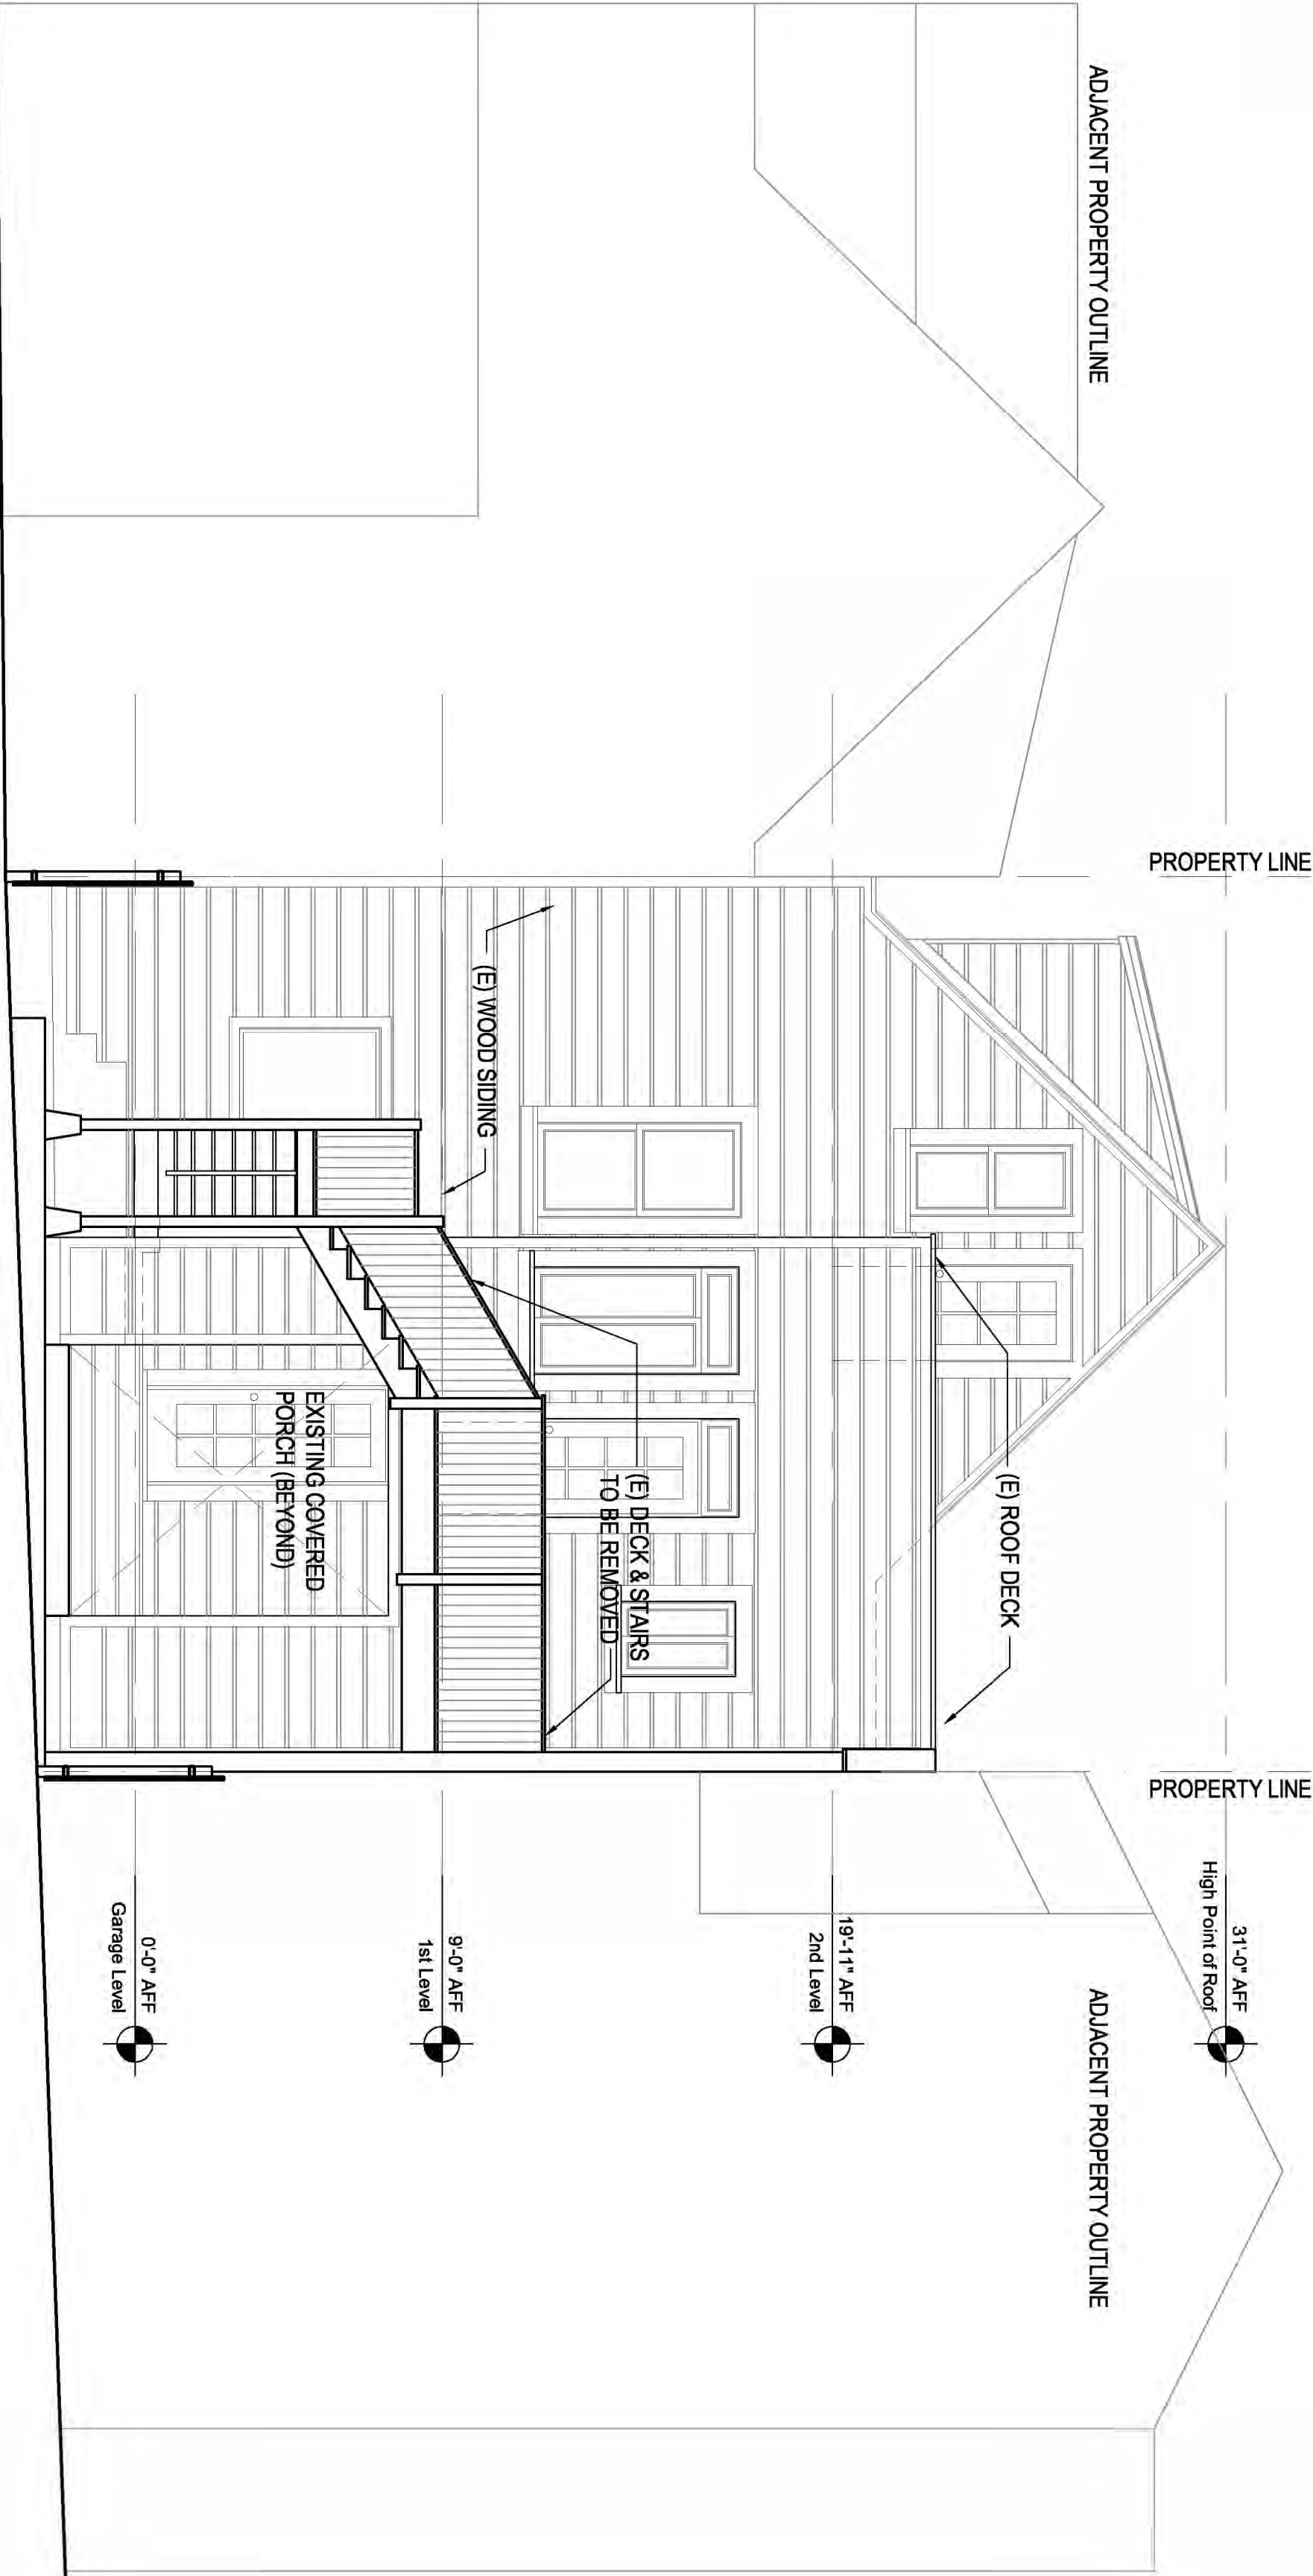 ADJACENT PROPERTY OUTLINE
PROPERTY LINE
PROPERTY LINE
31'-0" AFF
High Point of Roof
ADJACENT PROPERTY OUTLINE
(E) ROOF DECK
19'-11" AFF
2nd Level
(E) DECK & STAIRS
TO BE REMOVED
(E) WOOD SIDING
9'-0" AFF
1st Level
EXISTING COVERED
PORCH (BEYOND)
0'-0" AFF
Garage Level